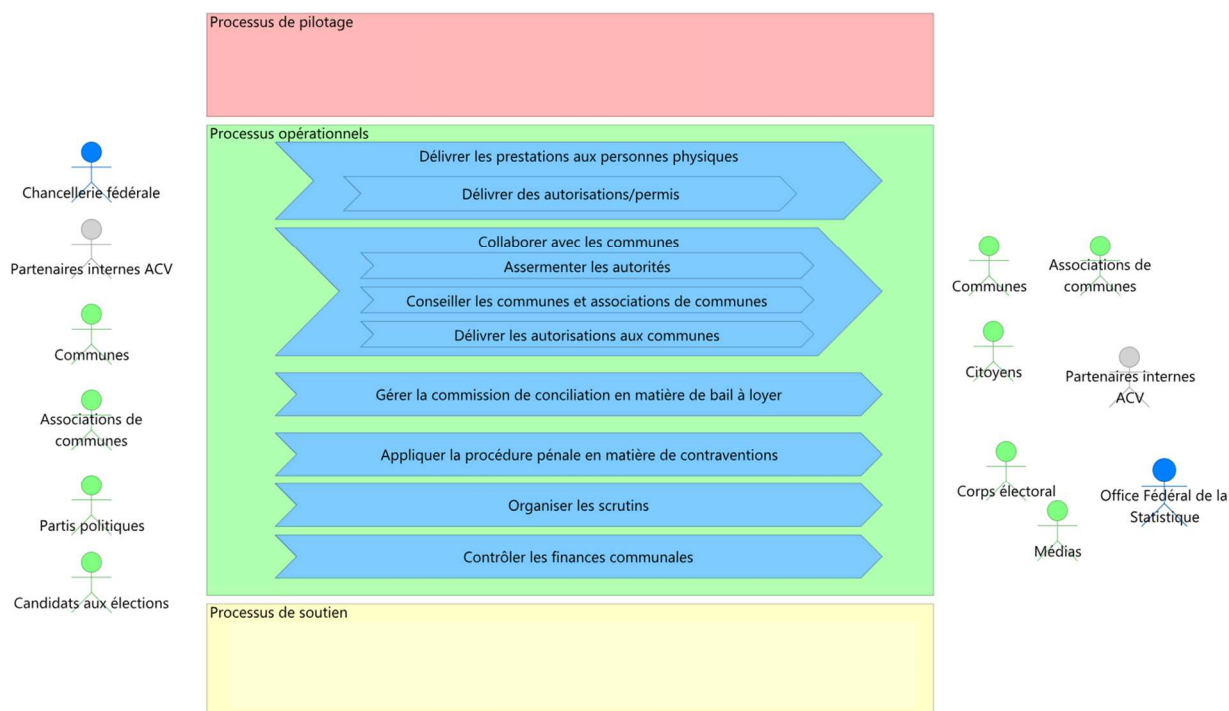 Processus de pilotage
Processus opérationnels
Délivrer les prestations aux personnes physiques
Délivrer des autorisations/permis
Collaborer avec les communes
Assermenter les autorités
Conseiller les communes et associations de communes
Délivrer les autorisations aux communes
Gérer la commission de conciliation en matière de bail à loyer
Appliquer la procédure pénale en matière de contraventions
Organiser les scrutins
Contrôler les finances communales
Processus de soutien
Chancellerie fédérale
Partenaires internes ACV
Communes
Associations de
communes
Partis politiques
Candidats aux élections
Communes
Associations de
communes
Citoyens
Partenaires internes
ACV
Corps électoral
Office Fédéral de la
Statistique
Médias